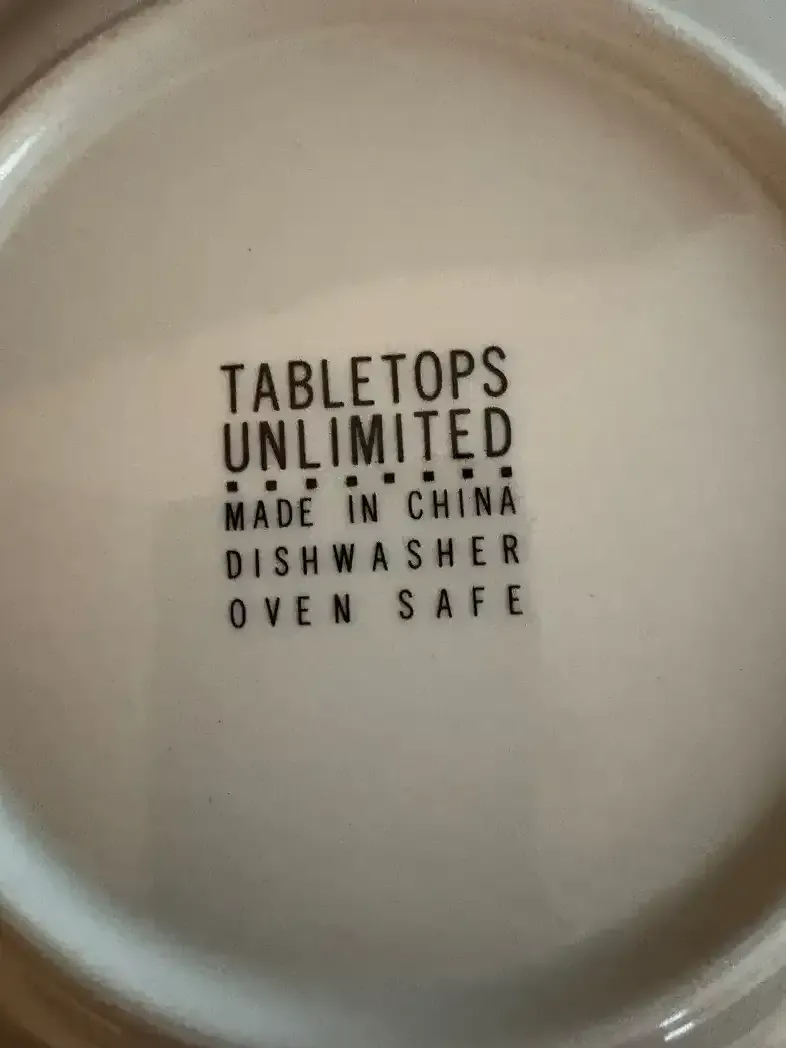 TABLETOPS
UNLIMITED
MADE IN CHINA
DISHWASHER
OVEN SAFE